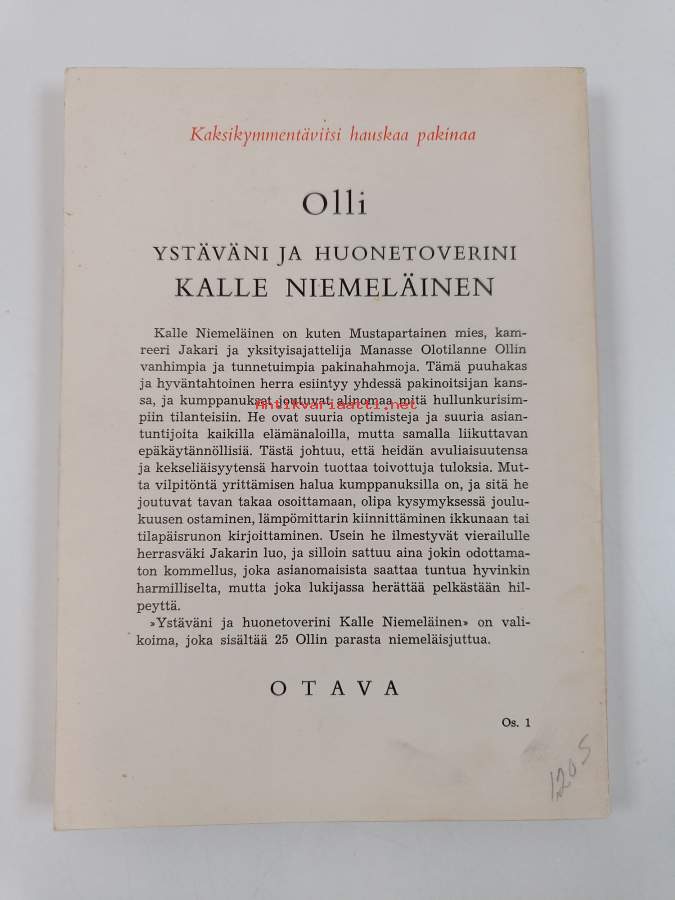 Kaksikymmentäviisi hauskaa pakinaa
Olli
YSTÄVÄNI JA HUONETOVERINI
KALLE NIEMELÄINEN
Kalle Niemeläinen on kuten Mustapartainen mies, kam-
reeri Jakari ja yksityisajattelija Manasse Olotilanne Ollin
vanhimpia ja tunnetuimpia pakinahahmoja. Tämä puuhakas
ja hyväntahtoinen herra esiintyy yhdessä pakinoitsijan kans-
sa, ja kumppanukset joutuvat alinomaa mitä hullunkurisim-
Antikvariaatti.net
piin tilanteisiin. He ovat suuria optimisteja ja suuria asian-
tuntijoita kaikilla elämänaloilla, mutta samalla liikuttavan
epäkäytännöllisiä. Tästä johtuu, että heidän avuliaisuutensa
ja kekseliäisyytensä harvoin tuottaa toivottuja tuloksia. Mut-
ta vilpitöntä yrittämisen halua kumppanuksilla on, ja sitä he
joutuvat tavan takaa osoittamaan, olipa kysymyksessä joulu-
kuusen ostaminen, lämpömittarin kiinnittäminen ikkunaan tai
tilapäisrunon kirjoittaminen. Usein he ilmestyvät vierailulle
herrasväki Jakarin luo, ja silloin sattuu aina jokin odottama-
ton kommellus, joka asianomaisista saattaa tuntua hyvinkin
harmilliselta, mutta joka lukijassa herättää pelkästään hil-
peyttä.
»Ystäväni ja huonetoverini Kalle Niemeläinen» on vali-
koima, joka sisältää 25 Ollin parasta niemeläisjuttua.
OTAVA
Os. 1